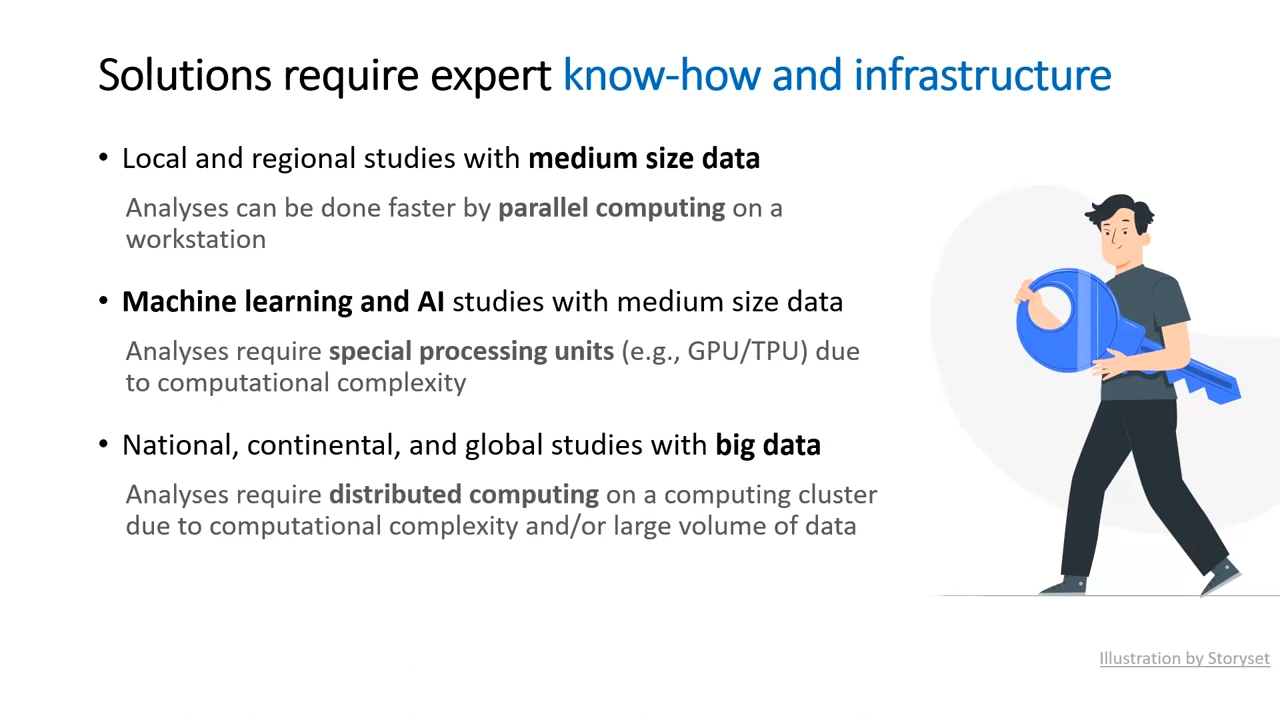 Solutions require expert know-how and infrastructure
• Local and regional studies with medium size data
Analyses can be done faster by parallel computing on a
workstation
• Machine learning and AI studies with medium size data
Analyses require special processing units (e.g., GPU/TPU) due
to computational complexity
• National, continental, and global studies with big data
Analyses require distributed computing on a computing cluster
due to computational complexity and/or large volume of data
Illustration by Storyset